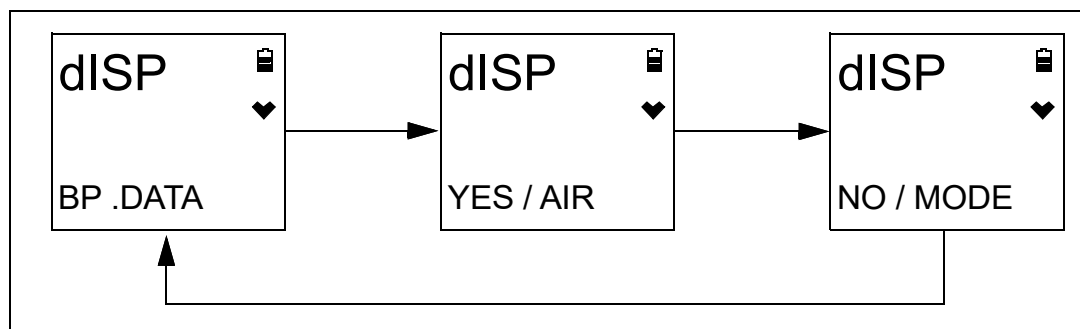 dISP
BP .DATA
dISP
YES / AIR
dISP
NO / MODE